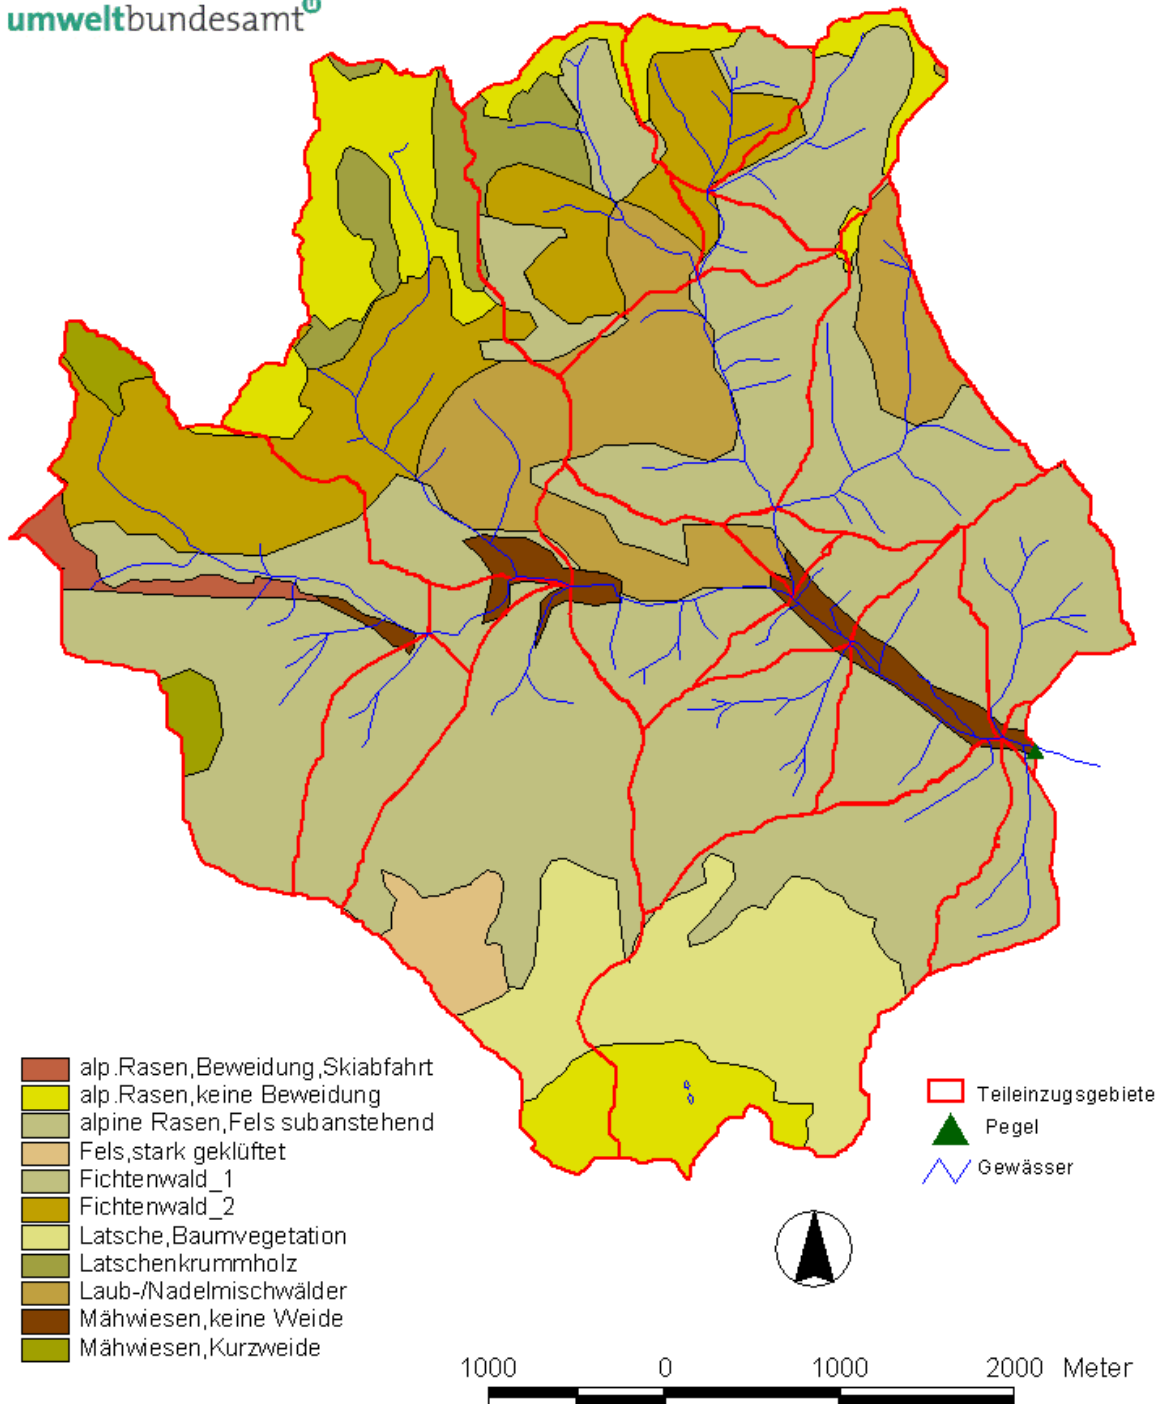 umweltbundesamt u
alp.Rasen,Beweidung,Skiabfahrt
alp.Rasen,keine Beweidung
alpine Rasen,Fels subanstehend
Fels,stark geklüftet
Fichtenwald_1
Fichtenwald_2
Latsche,Baumvegetation
Latschenkrummholz
Laub-/Nadelmischwälder
Mähwiesen,keine Weide
Mähwiesen,Kurzweide
Teileinzugsgebiete
Pegel
Gewässer
1000 0 1000 2000 Meter